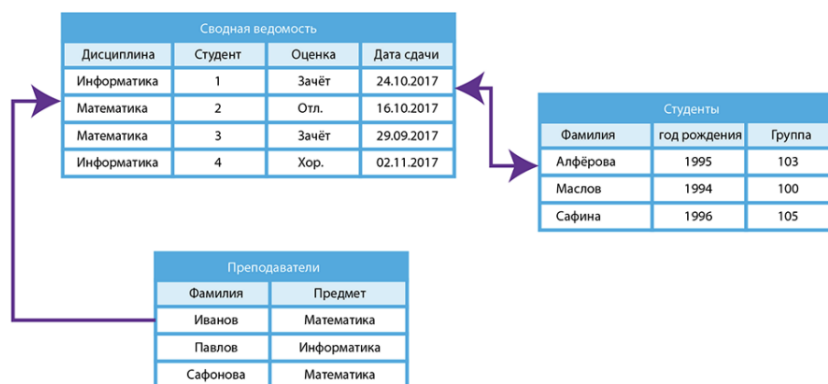 Сводная ведомость
Дисциплина Студент Оценка Дата сдачи
Информатика 1 Зачёт 24.10.2017
Математика 2 Отл. 16.10.2017
Математика 3 Зачёт 29.09.2017
Информатика 4 Хор. 02.11.2017
Студенты
Фамилия год рождения Группа
Алфёрова 1995 103
Маслов 1994 100
Сафина 1996 105
Преподаватели
Фамилия Предмет
Иванов Математика
Павлов Информатика
Сафонова Математика